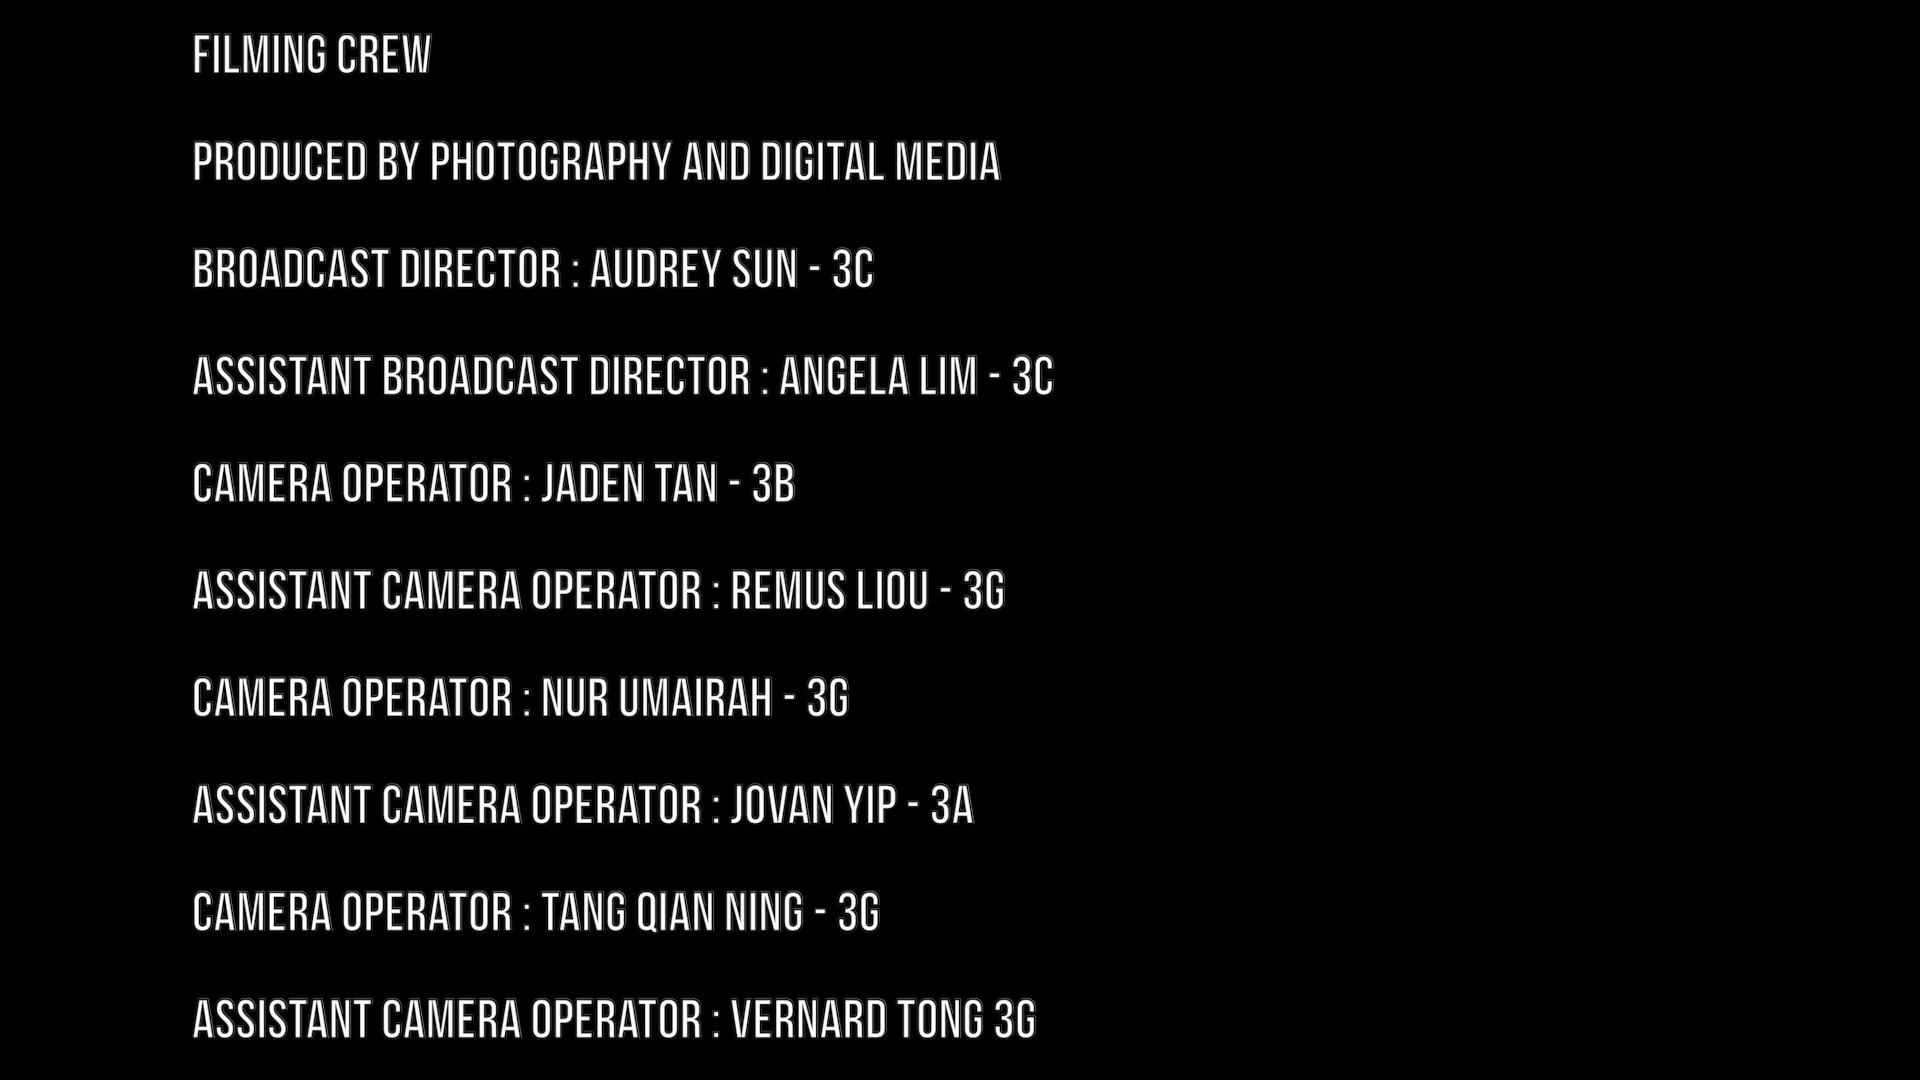 FILMING CREW
PRODUCED BY PHOTOGRAPHY AND DIGITAL MEDIA
BROADCAST DIRECTOR : AUDREY SUN - 3C
ASSISTANT BROADCAST DIRECTOR : ANGELA LIM - 3C
CAMERA OPERATOR : JADEN TAN - 3B
ASSISTANT CAMERA OPERATOR : REMUS LIOU - 3G
CAMERA OPERATOR : NUR UMAIRAH - 3G
ASSISTANT CAMERA OPERATOR : JOVAN YIP - 3A
CAMERA OPERATOR : TANG QIAN NING - 3G
ASSISTANT CAMERA OPERATOR : VERNARD TONG 3G